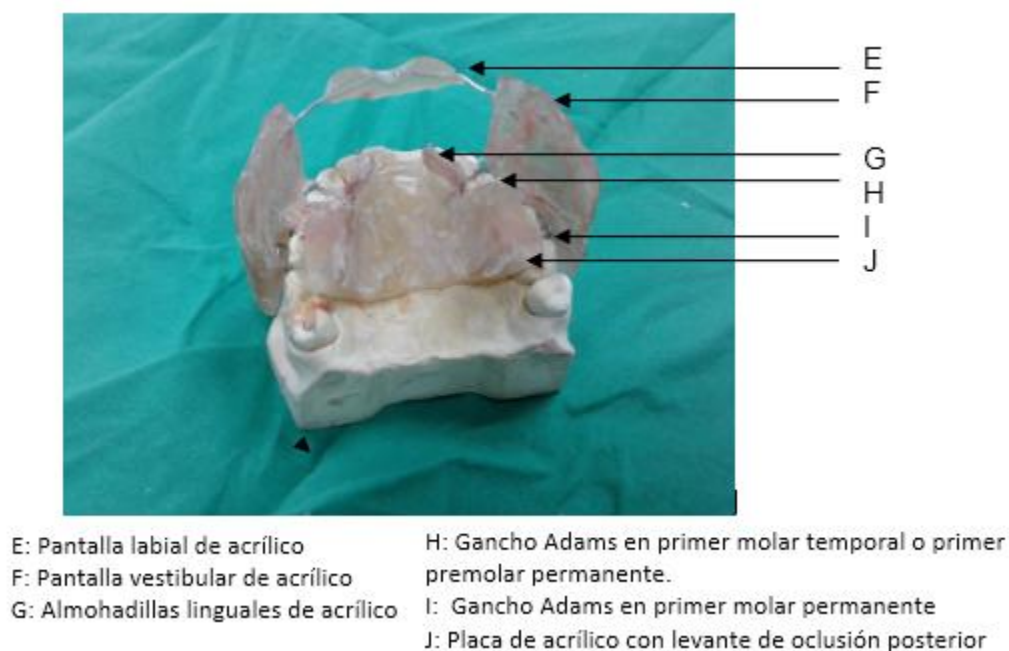 E
F
G
H
I
J
E: Pantalla labial de acrílico
F: Pantalla vestibular de acrílico
G: Almohadillas linguales de acrílico
H: Gancho Adams en primer molar temporal o primer
premolar permanente.
I: Gancho Adams en primer molar permanente
J: Placa de acrílico con levante de oclusión posterior